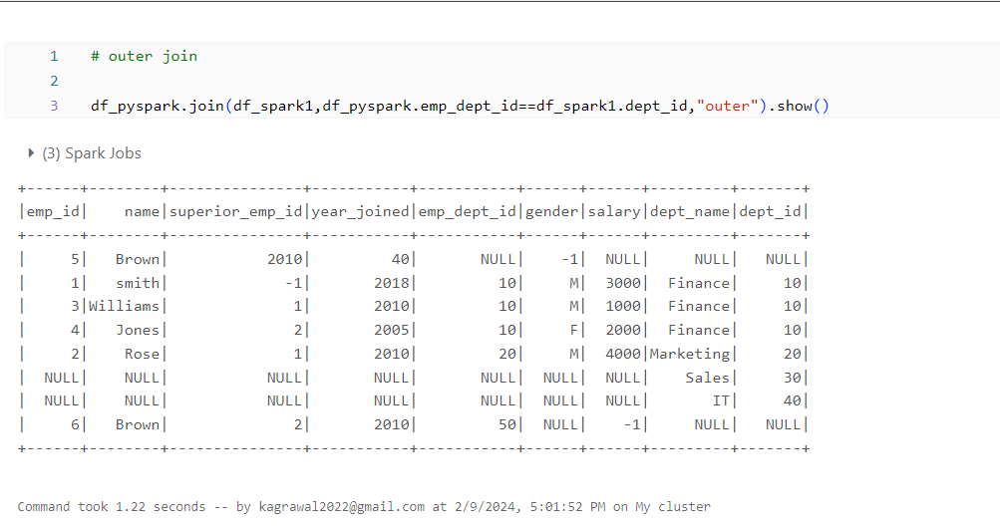 1 # outer join
2
3 df_pyspark.join(df_spark1,df_pyspark.emp_dept_id==df_spark1.dept_id,"outer").show()
(3) Spark Jobs
+------+--------+---------------+-----------+-----------+------+------+---------+-------+
|emp_id|    name|superior_emp_id|year_joined|emp_dept_id|gender|salary|dept_name|dept_id|
+------+--------+---------------+-----------+-----------+------+------+---------+-------+
|     5|   Brown|           2010|         40|       NULL|    -1|  NULL|     NULL|   NULL|
|     1|   smith|             -1|       2018|         10|     M|  3000|  Finance|     10|
|     3|Williams|              1|       2010|         10|     M|  1000|  Finance|     10|
|     4|   Jones|              2|       2005|         10|     F|  2000|  Finance|     10|
|     2|    Rose|              1|       2010|         20|     M|  4000|Marketing|     20|
|  NULL|    NULL|           NULL|       NULL|       NULL|  NULL|  NULL|    Sales|     30|
|  NULL|    NULL|           NULL|       NULL|       NULL|  NULL|  NULL|       IT|     40|
|     6|   Brown|              2|       2010|         50|  NULL|    -1|     NULL|   NULL|
+------+--------+---------------+-----------+-----------+------+------+---------+-------+
Command took 1.22 seconds -- by kagrawal2022@gmail.com at 2/9/2024, 5:01:52 PM on My cluster